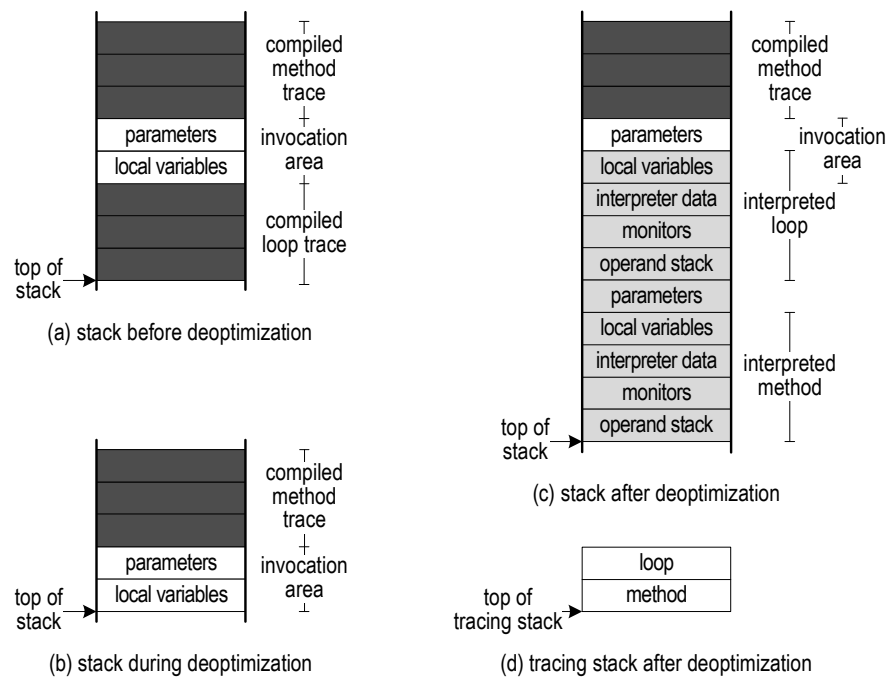 compiled
method
trace
parameters
local variables
invocation
area
compiled
loop trace
top of
stack
(a) stack before deoptimization
compiled
method
trace
parameters
local variables
invocation
area
top of
stack
(b) stack during deoptimization
compiled
method
trace
parameters
invocation
area
local variables
interpreter data
monitors
operand stack
interpreted
loop
parameters
local variables
interpreter data
monitors
operand stack
interpreted
method
top of
stack
(c) stack after deoptimization
loop
method
top of
tracing stack
(d) tracing stack after deoptimization